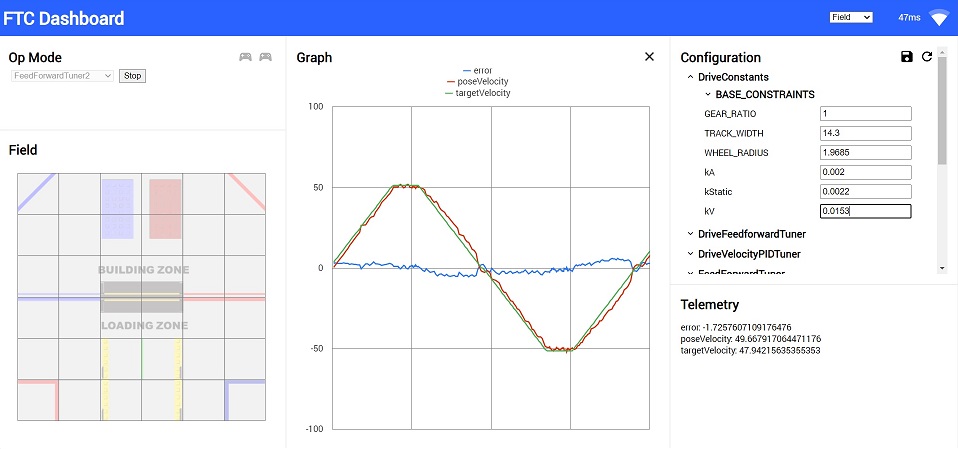 FTC Dashboard
Field
47ms
Op Mode
FeedForwardTuner2
Stop
Field
BUILDING ZONE
LOADING ZONE
Graph
error
poseVelocity
targetVelocity
100
50
0
-50
-100
Configuration
DriveConstants
BASE_CONSTRAINTS
GEAR_RATIO 1
TRACK_WIDTH 14.3
WHEEL_RADIUS 1.9685
kA 0.002
kStatic 0.0022
kV 0.0153
DriveFeedforwardTuner
DriveVelocityPIDTuner
FeedForwardTuner
Telemetry
error: -1.7257607109176476
poseVelocity: 49.667917064471176
targetVelocity: 47.94215635355353